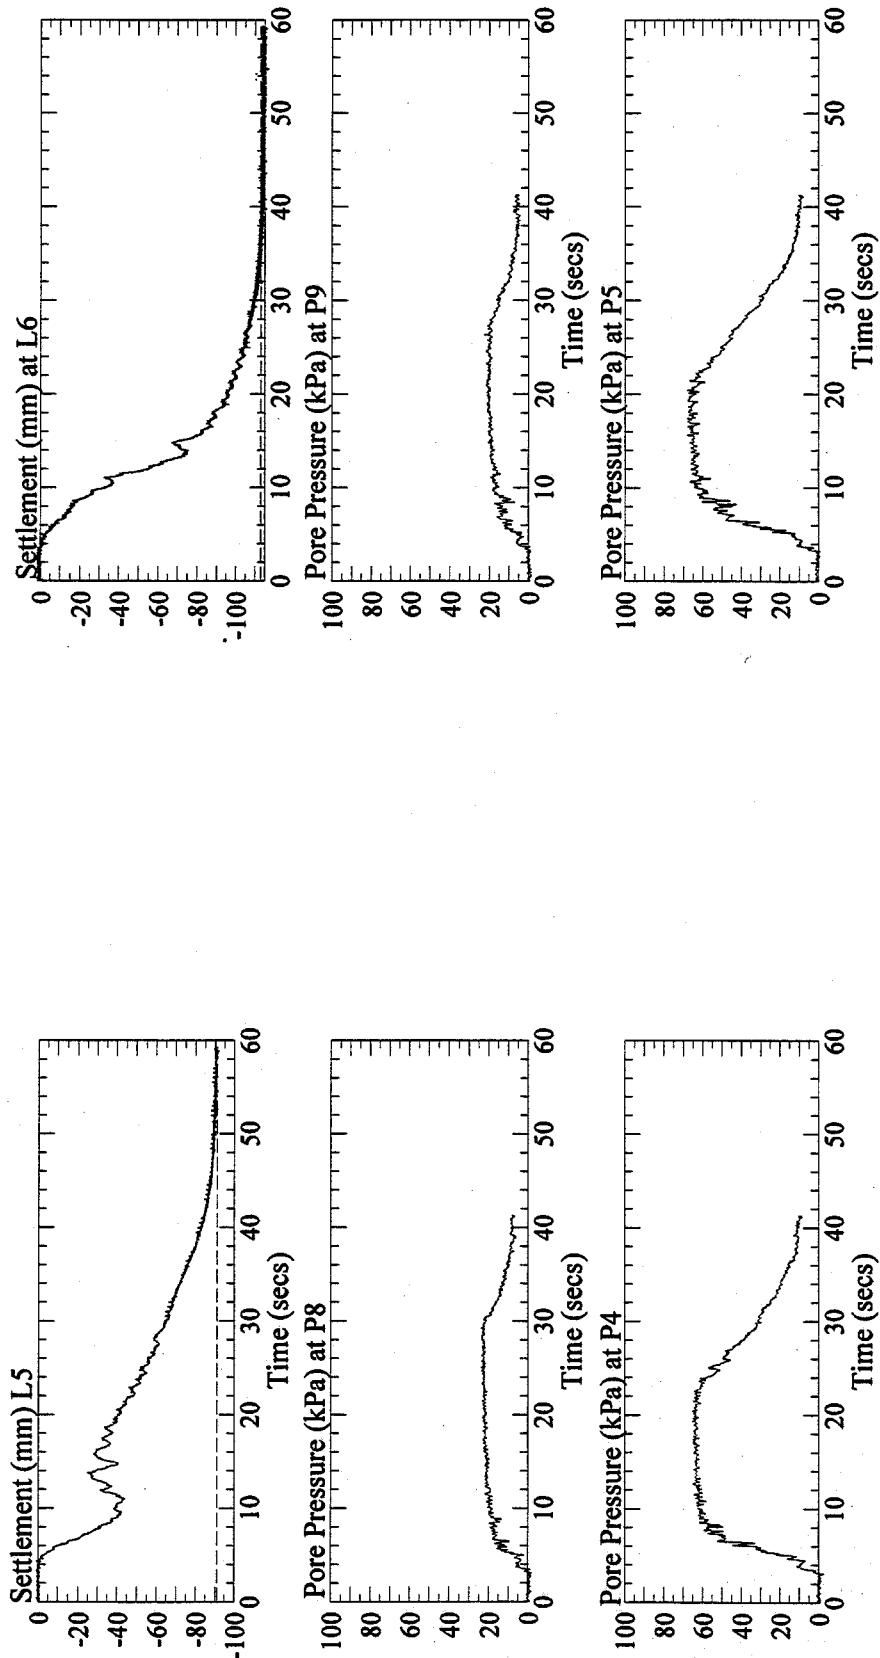 Settlement (mm) L5
0
-20
-40
-60
-80
-100
0 10 20 30 40 50 60
Time (secs)
Pore Pressure (kPa) at P8
100
80
60
40
20
0
0 10 20 30 40 50 60
Time (secs)
Pore Pressure (kPa) at P4
100
80
60
40
20
0
0 10 20 30 40 50 60
Time (secs)
Settlement (mm) at L6
0
-20
-40
-60
-80
-100
0 10 20 30 40 50 60
Pore Pressure (kPa) at P9
100
80
60
40
20
0
0 10 20 30 40 50 60
Time (secs)
Pore Pressure (kPa) at P5
100
80
60
40
20
0
0 10 20 30 40 50 60
Time (secs)